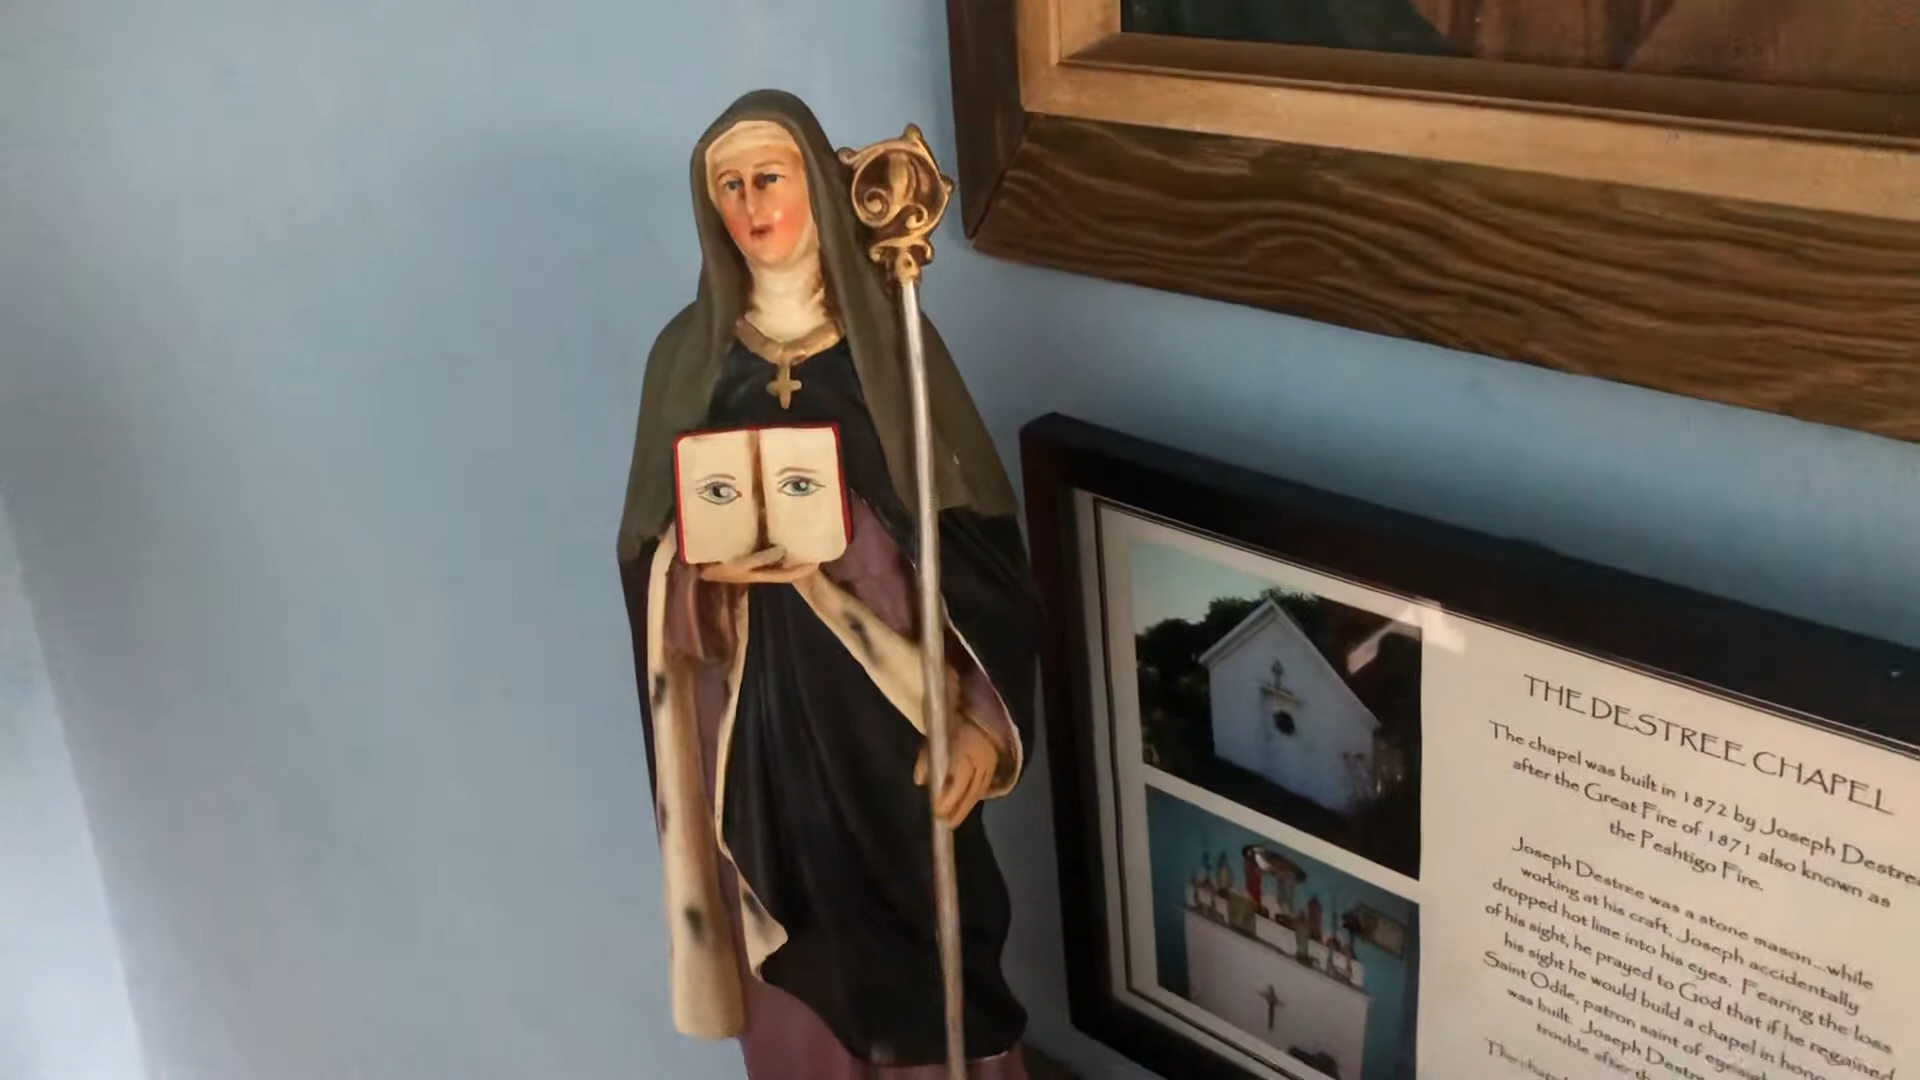 THE DESTREE CHAPEL
The chapel was built in 1872 by Joseph Destree
after the Great Fire of 1871 also known as
the Peshtigo Fire.
Joseph Destree was a stone mason...while
working at his craft, Joseph accidentally
dropped hot lime into his eyes. Fearing the loss
of his sight, he prayed to God that if he regained
his sight he would build a chapel in
Saint Odile, patron saint of
was built. Joseph
trouble after
The